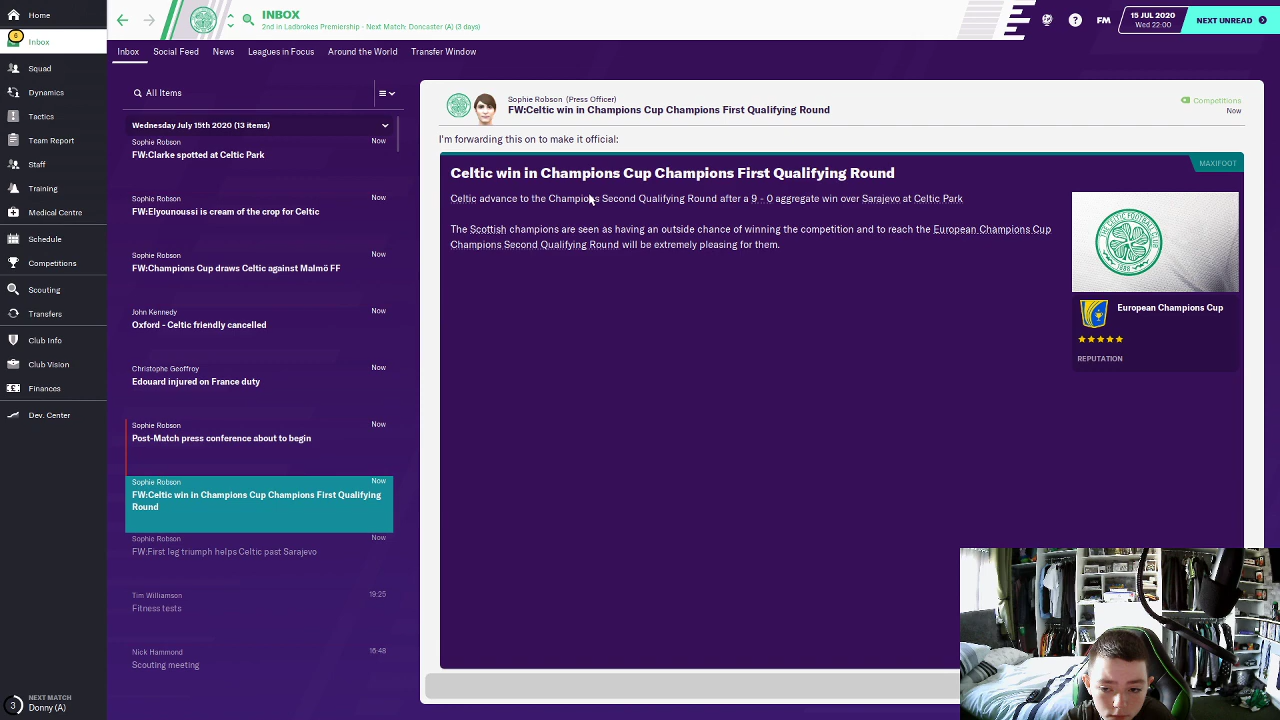 INBOX
2nd in Ladbrokes Premiership - Next Match: Doncaster (A) (3 days)
FM
15 JUL 2020
Wed 22:00
NEXT UNREAD
6
Inbox
Squad
Dynamics
Tactics
Team Report
Staff
Training
Medical Centre
Schedule
Competitions
Scouting
Transfers
Club Info
Club Vision
Finances
Dev. Center
3
NEXT MATCH
Donny (A)
Inbox
Social Feed
News
Leagues in Focus
Around the World
Transfer Window
All Items
Wednesday July 15th 2020 (13 items)
Sophie Robson Now
FW:Clarke spotted at Celtic Park
Sophie Robson Now
FW:Elyounoussi is cream of the crop for Celtic
Sophie Robson Now
FW:Champions Cup draws Celtic against Malmö FF
John Kennedy Now
Oxford - Celtic friendly cancelled
Christophe Geoffroy Now
Edouard injured on France duty
Sophie Robson Now
Post-Match press conference about to begin
Sophie Robson Now
FW:Celtic win in Champions Cup Champions First Qualifying
Round
Sophie Robson Now
FW:First leg triumph helps Celtic past Sarajevo
Tim Williamson 19:25
Fitness tests
Nick Hammond 16:48
Scouting meeting
Sophie Robson (Press Officer)
FW:Celtic win in Champions Cup Champions First Qualifying Round
Competitions
Now
I'm forwarding this on to make it official:
MAXIFOOT
Celtic win in Champions Cup Champions First Qualifying Round
Celtic advance to the Champions Second Qualifying Round after a 9 - 0 aggregate win over Sarajevo at Celtic Park
The Scottish champions are seen as having an outside chance of winning the competition and to reach the European Champions Cup
Champions Second Qualifying Round will be extremely pleasing for them.
THE CELTIC FOOTBALL CLUB
1888
European Champions Cup
REPUTATION